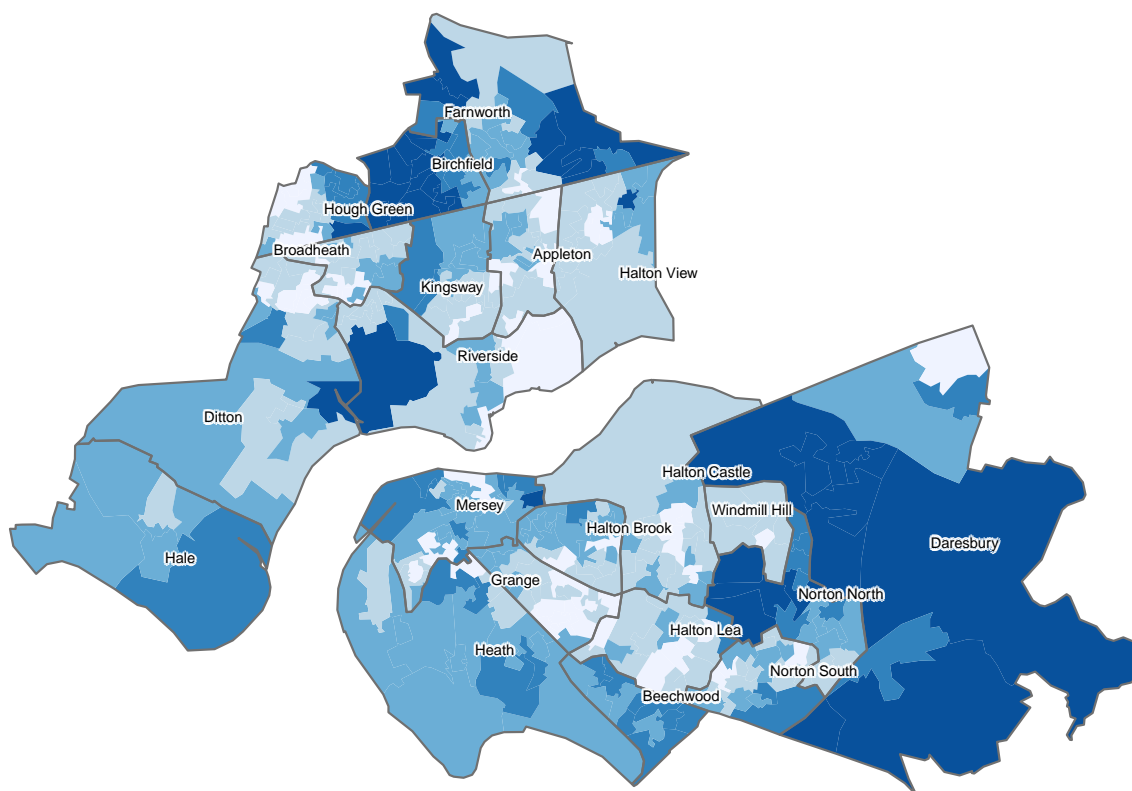 Farnworth
Birchfield
Hough Green
Broadheath
Appleton
Halton View
Kingsway
Riverside
Ditton
Halton Castle
Mersey
Windmill Hill
Halton Brook
Daresbury
Hale
Grange
Norton North
Halton Lea
Heath
Norton South
Beechwood